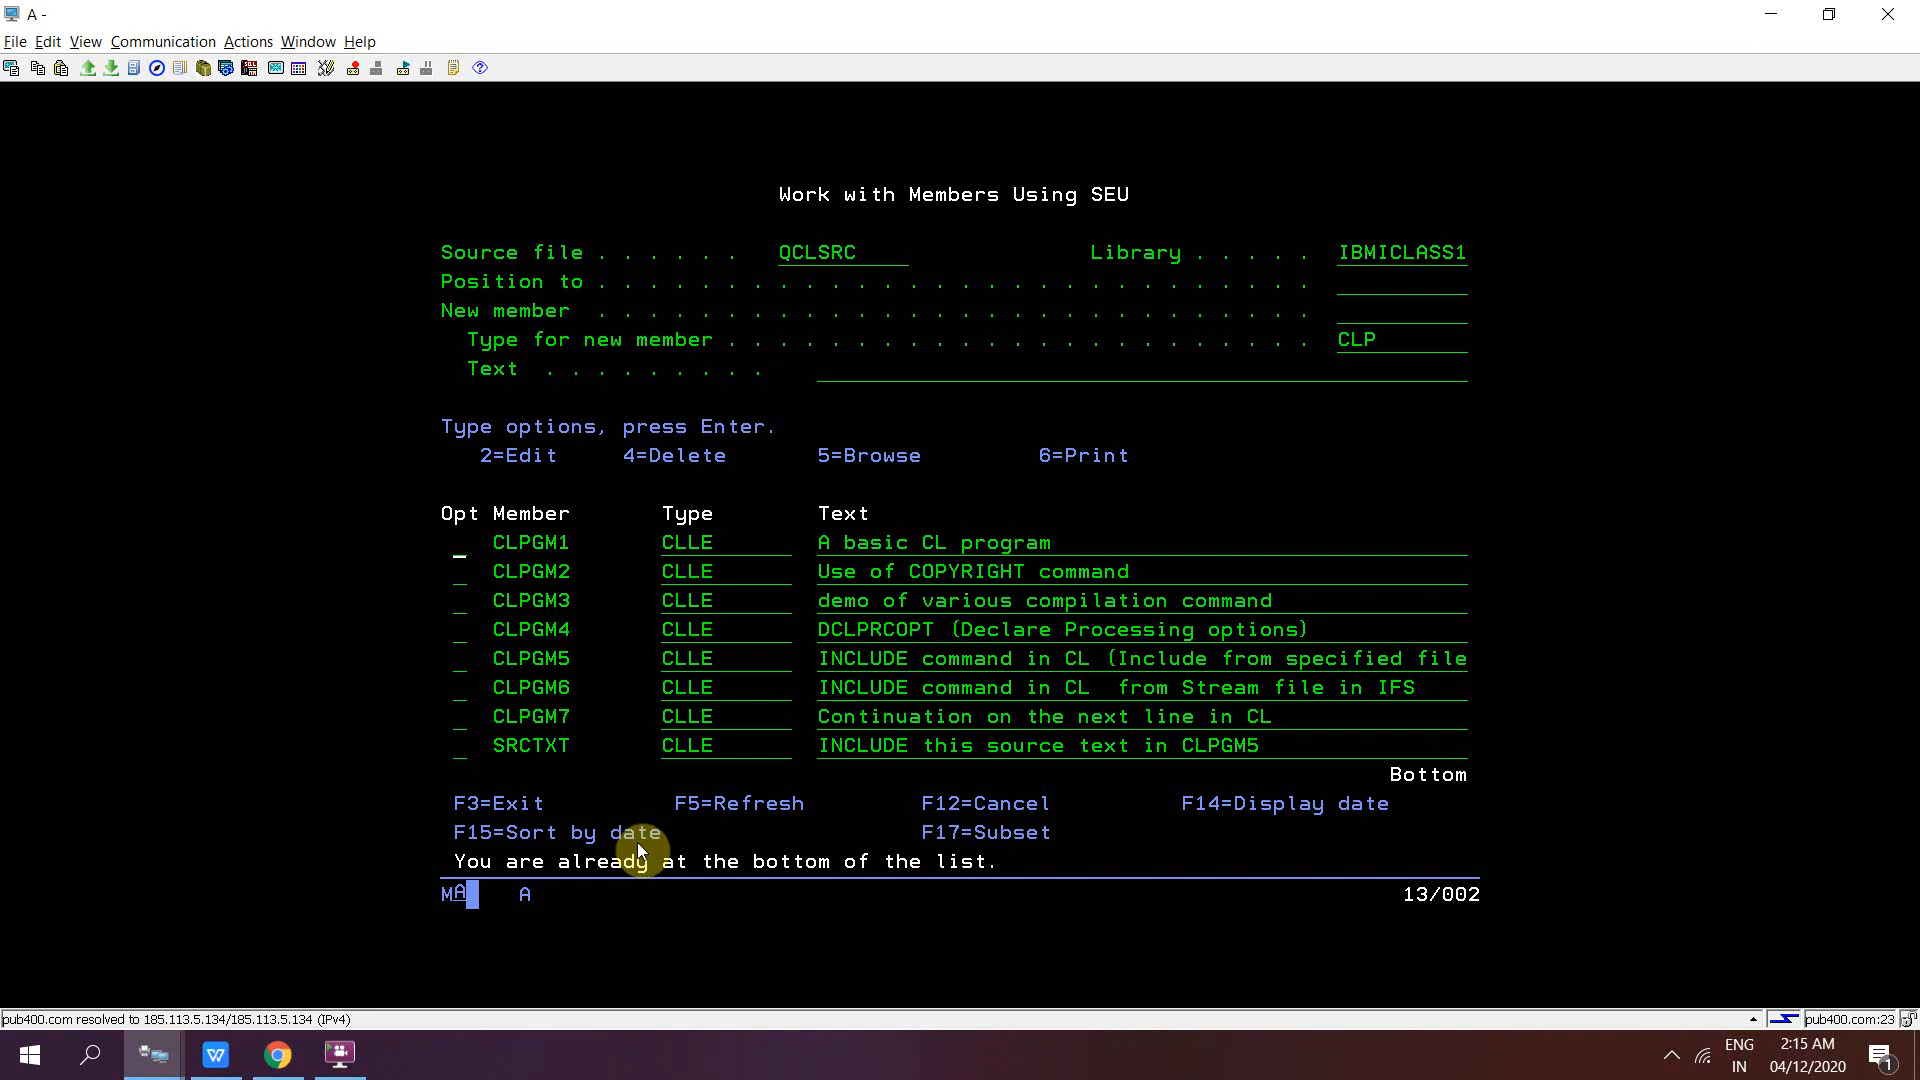 A -
File Edit View Communication Actions Window Help
Work with Members Using SEU
Source file . . . . . . QCLSRC Library . . . . . IBMICLASS1
Position to . . . . . . . . . . . . . . . . . . . . . . . . . . . .
New member . . . . . . . . . . . . . . . . . . . . . . . . . . . .
Type for new member . . . . . . . . . . . . . . . . . . . . . . . CLP
Text . . . . . . . . .
Type options, press Enter.
2=Edit 4=Delete 5=Browse 6=Print
Opt Member Type Text
CLPGM1 CLLE A basic CL program
CLPGM2 CLLE Use of COPYRIGHT command
CLPGM3 CLLE demo of various compilation command
CLPGM4 CLLE DCLPRCOPT (Declare Processing options)
CLPGM5 CLLE INCLUDE command in CL (Include from specified file
CLPGM6 CLLE INCLUDE command in CL from Stream file in IFS
CLPGM7 CLLE Continuation on the next line in CL
SRCTXT CLLE INCLUDE this source text in CLPGM5
Bottom
F3=Exit F5=Refresh F12=Cancel F14=Display date
F15=Sort by date F17=Subset
You are already at the bottom of the list.
MA A 13/002
pub400.com resolved to 185.113.5.134/185.113.5.134 (IPv4) pub400.com:23
ENG 2:15 AM
IN 04/12/2020 1